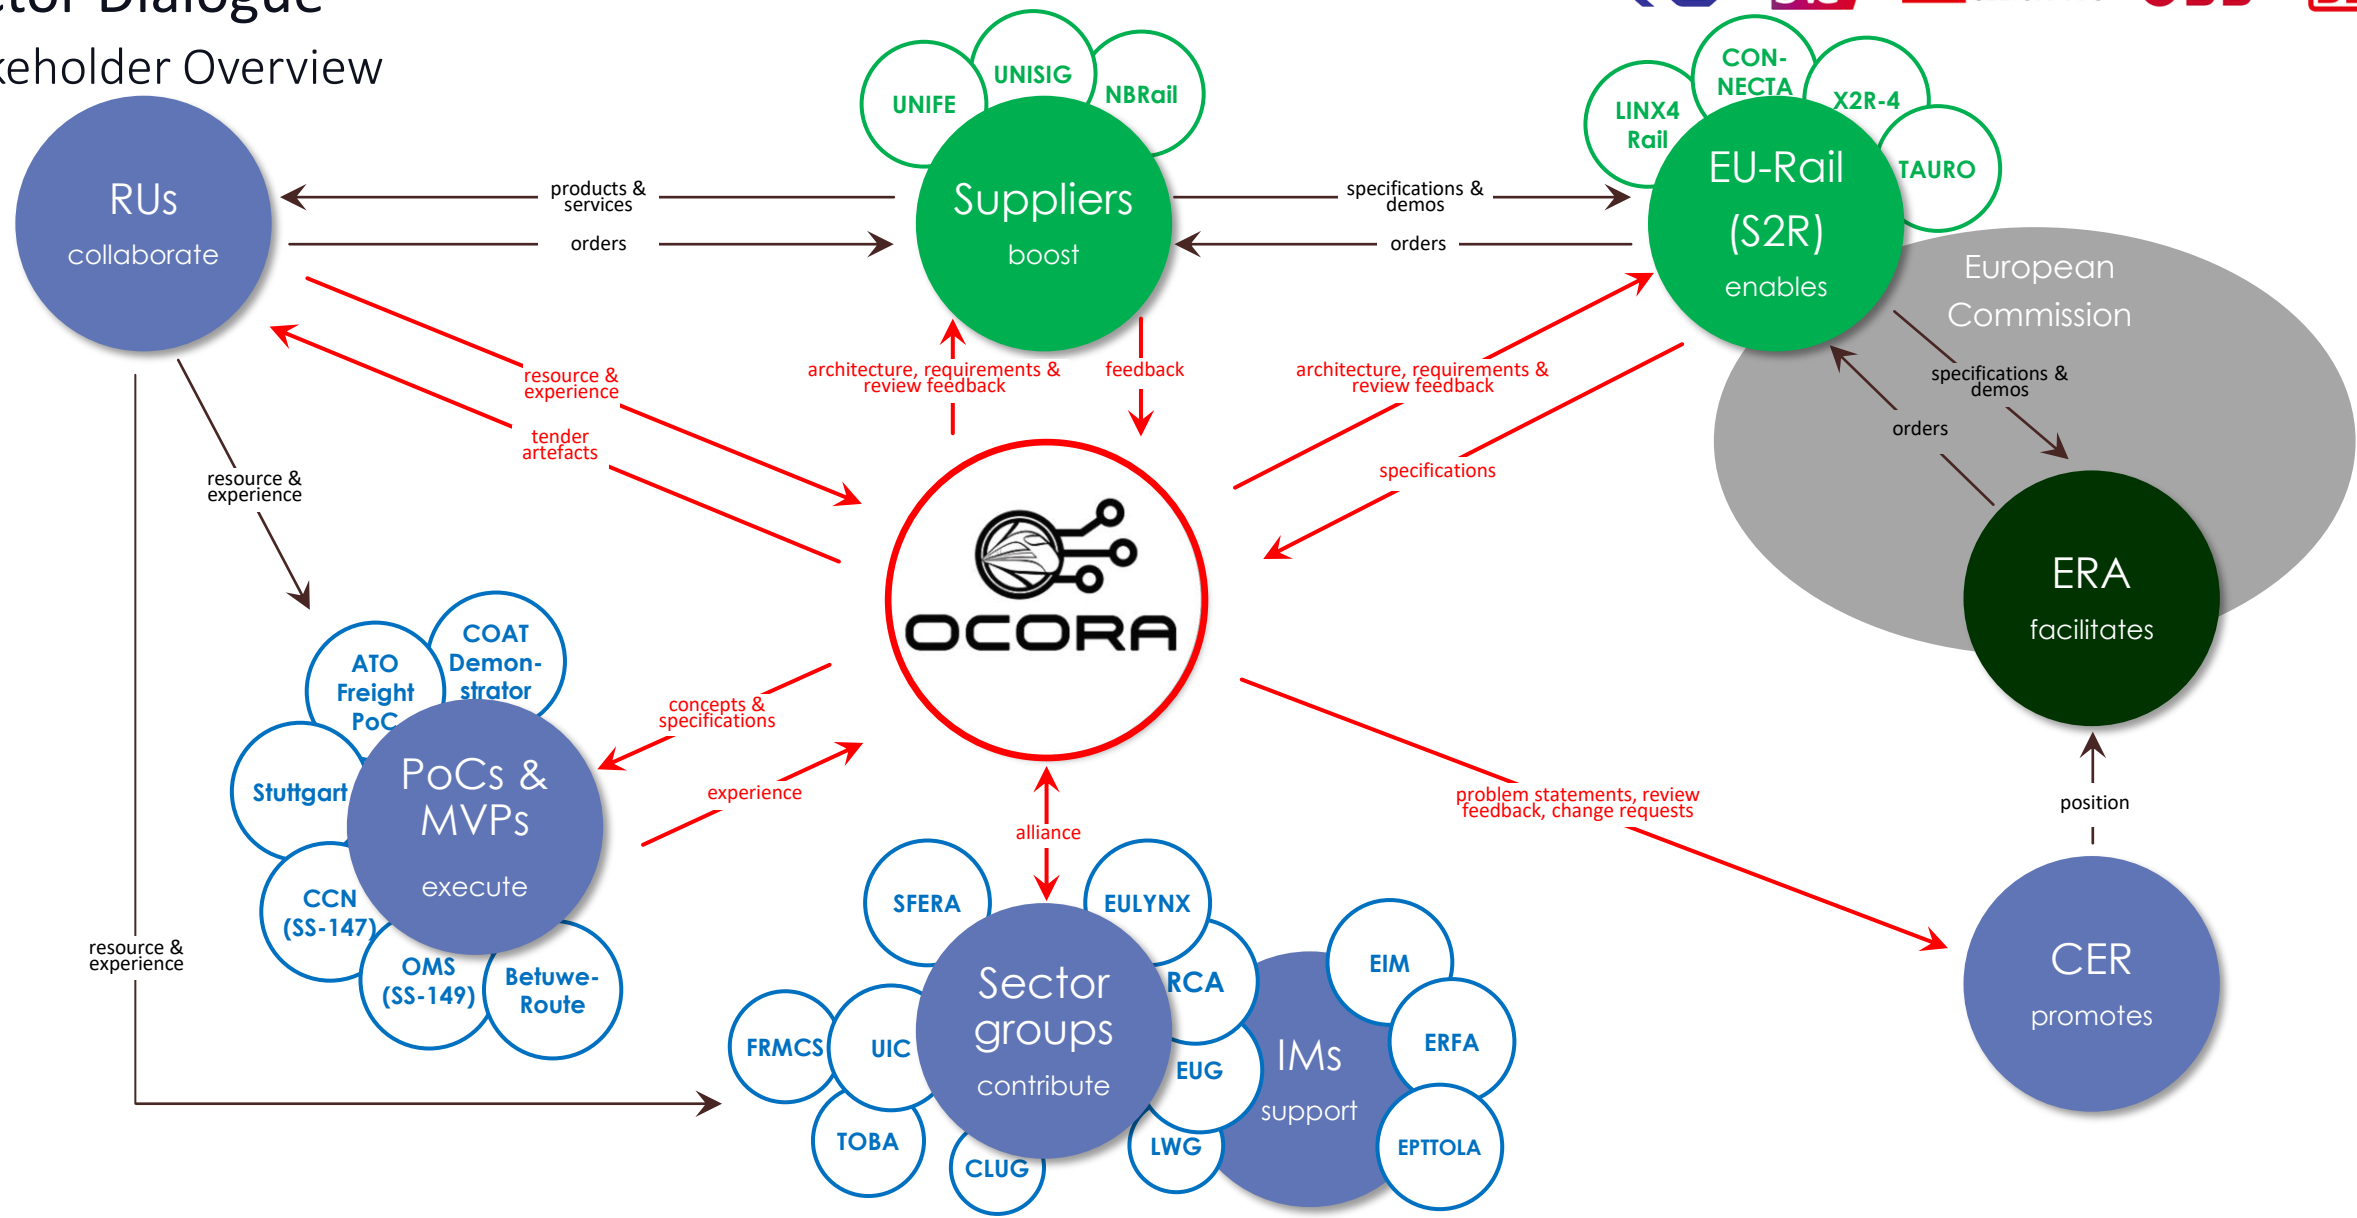 keholder Overview
UNIFE
UNISIG
NBRail
LINX4
Rail
CON-
NECTA
X2R-4
TAURO
RUs
collaborate
products &
services
orders
Suppliers
boost
specifications &
demos
orders
EU-Rail
(S2R)
enables
European
Commission
resource &
experience
tender
artefacts
architecture, requirements &
review feedback
feedback
architecture, requirements &
review feedback
specifications
specifications &
demos
orders
resource &
experience
OCORA
ERA
facilitates
COAT
Demon-
strator
ATO
Freight
PoC
Stuttgart
CCN
(SS-147)
OMS
(SS-149)
Betuwe-
Route
PoCs &
MVPs
execute
concepts &
specifications
experience
alliance
problem statements, review
feedback, change requests
position
CER
promotes
resource &
experience
SFERA
EULYNX
RCA
EUG
LWG
CLUG
TOBA
UIC
FRMCS
Sector
groups
contribute
IMs
support
EIM
ERFA
EPTTOLA